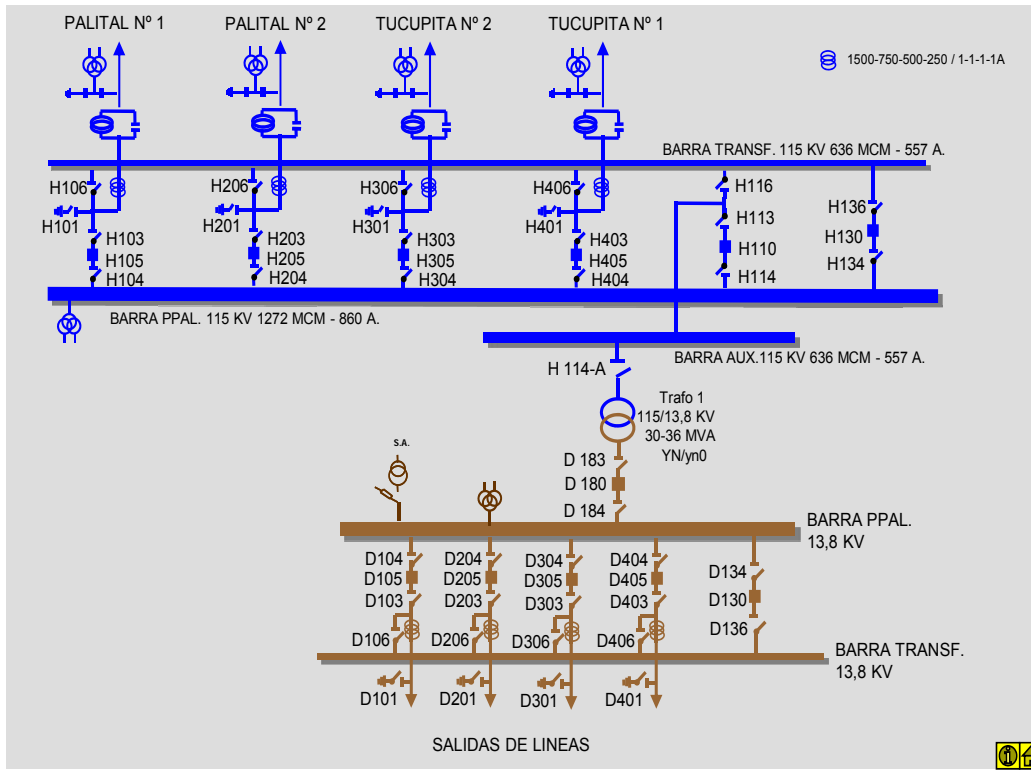 PALITAL Nº 1
PALITAL Nº 2
TUCUPITA Nº 2
TUCUPITA Nº 1
1500-750-500-250 / 1-1-1-1A
BARRA TRANSF. 115 KV 636 MCM - 557 A.
H106
H206
H306
H406
H116
H136
H101
H201
H301
H401
H113
H130
H103
H203
H303
H403
H110
H134
H105
H205
H305
H405
H114
H104
H204
H304
H404
BARRA PPAL. 115 KV 1272 MCM - 860 A.
BARRA AUX.115 KV 636 MCM - 557 A.
H 114-A
Trafo 1
115/13,8 KV
30-36 MVA
YN/yn0
S.A.
D 183
D 180
D 184
BARRA PPAL.
13,8 KV
D104
D204
D304
D404
D134
D105
D205
D305
D405
D130
D103
D203
D303
D403
D136
D106
D206
D306
D406
BARRA TRANSF.
13,8 KV
D101
D201
D301
D401
SALIDAS DE LINEAS